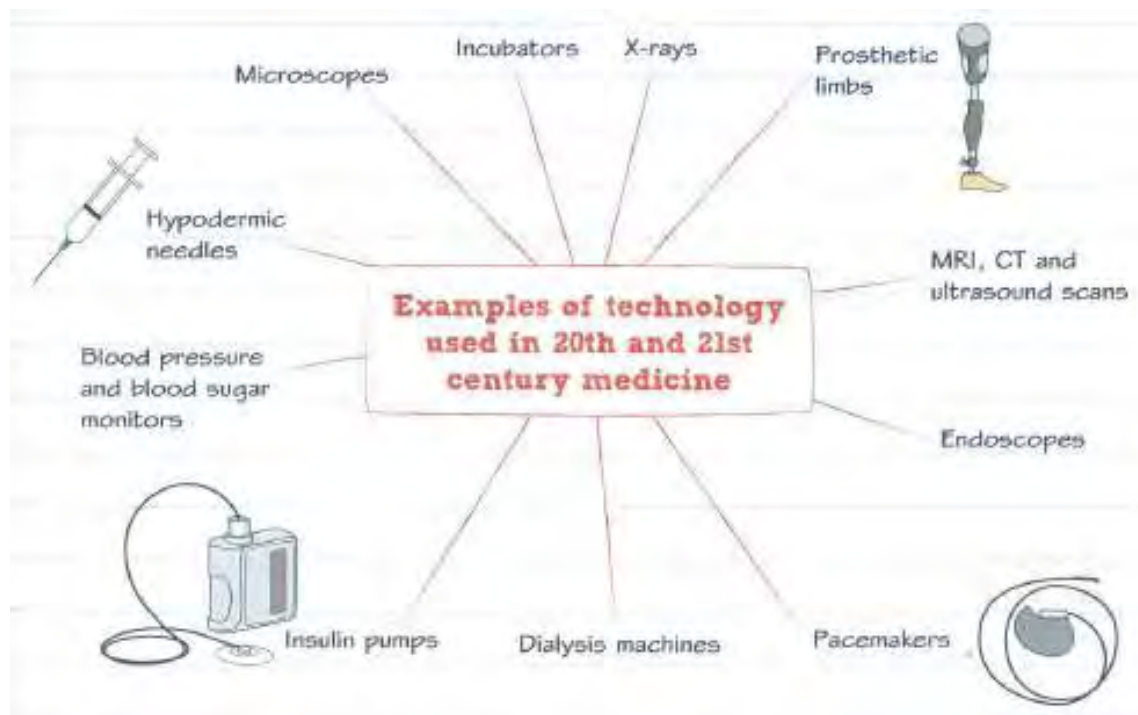 Incubators
X-rays
Microscopes
Prosthetic
limbs
Hypodermic
needles
MRI, CT and
ultrasound scans
Examples of technology
used in 20th and 21st
century medicine
Blood pressure
and blood sugar
monitors
Endoscopes
Insulin pumps
Dialysis machines
Pacemakers